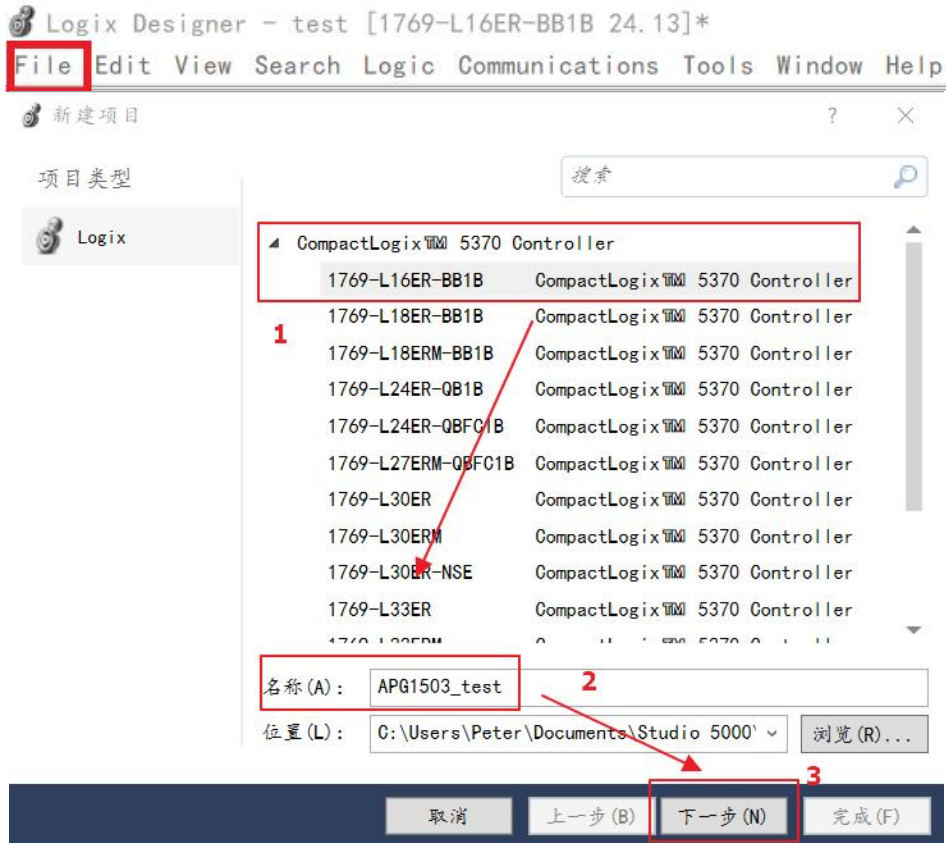 Logix Designer - test [1769-L16ER-BB1B 24.13]*
File Edit View Search Logic Communications Tools Window Help
新建项目 ? ×
项目类型
搜索
Logix
CompactLogix™ 5370 Controller
1769-L16ER-BB1B CompactLogix™ 5370 Controller
1
1769-L18ER-BB1B CompactLogix™ 5370 Controller
1769-L18ERM-BB1B CompactLogix™ 5370 Controller
1769-L24ER-QB1B CompactLogix™ 5370 Controller
1769-L24ER-QBFC1B CompactLogix™ 5370 Controller
1769-L27ERM-QBFC1B CompactLogix™ 5370 Controller
1769-L30ER CompactLogix™ 5370 Controller
1769-L30ERM CompactLogix™ 5370 Controller
1769-L30ER-NSE CompactLogix™ 5370 Controller
1769-L33ER CompactLogix™ 5370 Controller
名称(A): APG1503_test
2
位置(L): C:\Users\Peter\Documents\Studio 5000\ 浏览(R)...
3
取消 上一步(B) 下一步(N) 完成(F)